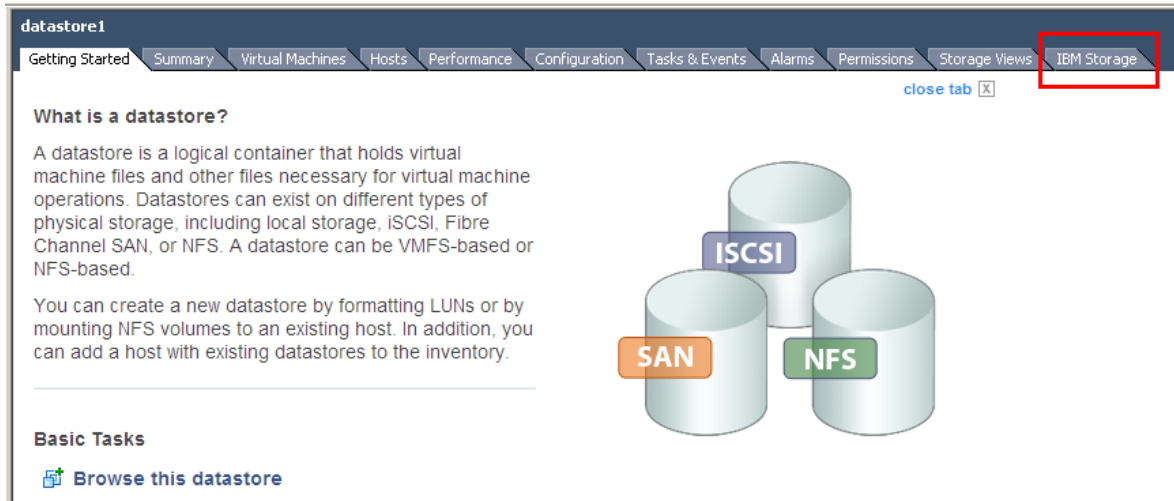 datastore1
Getting Started Summary Virtual Machines Hosts Performance Configuration Tasks & Events Alarms Permissions Storage Views IBM Storage
close tab X
What is a datastore?
A datastore is a logical container that holds virtual
machine files and other files necessary for virtual machine
operations. Datastores can exist on different types of
physical storage, including local storage, iSCSI, Fibre
Channel SAN, or NFS. A datastore can be VMFS-based or
NFS-based.
You can create a new datastore by formatting LUNs or by
mounting NFS volumes to an existing host. In addition, you
can add a host with existing datastores to the inventory.
ISCSI
SAN
NFS
Basic Tasks
Browse this datastore